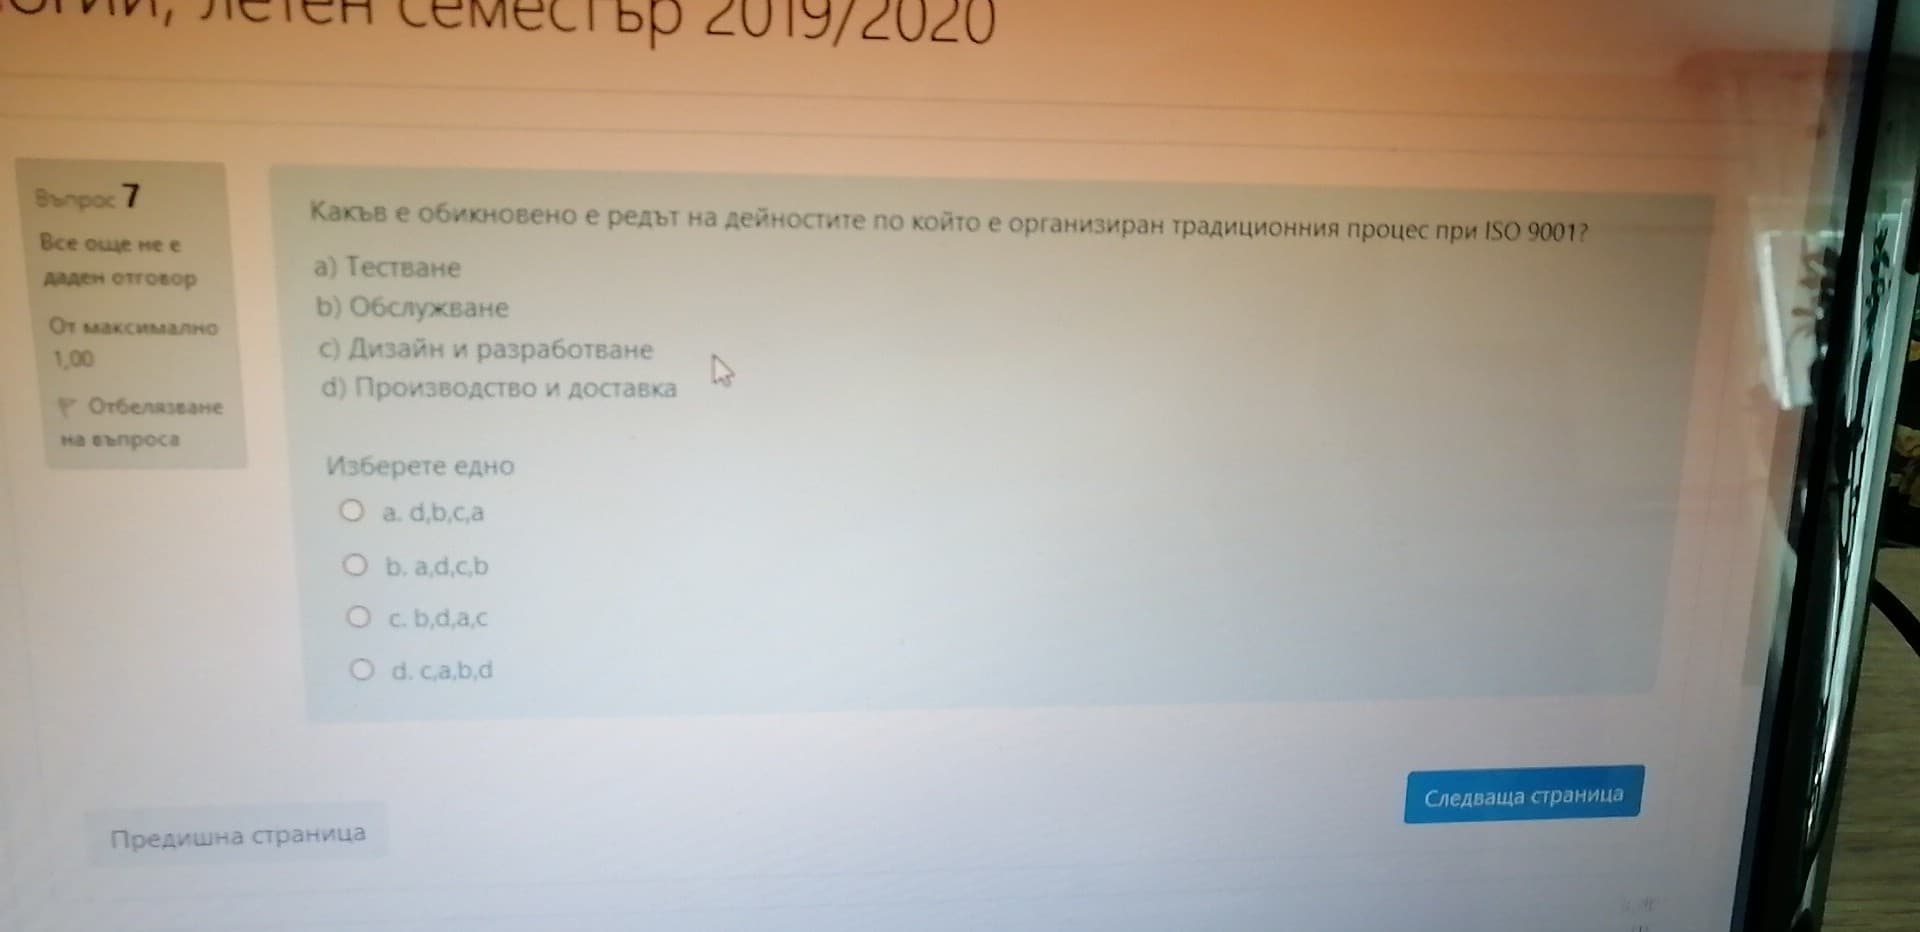 летен семестър 2019/2020
Въпрос 7
Все още не е
даден отговор
От максимално
1,00
Отбелязване
на въпроса
Какъв е обикновено е редът на дейностите по който е организиран традиционния процес при ISO 9001?
a) Тестване
b) Обслужване
c) Дизайн и разработване
d) Производство и доставка
Изберете едно
a. d,b,c,a
b. a,d,c,b
c. b,d,a,c
d. c,a,b,d
Следваща страница
Предишна страница